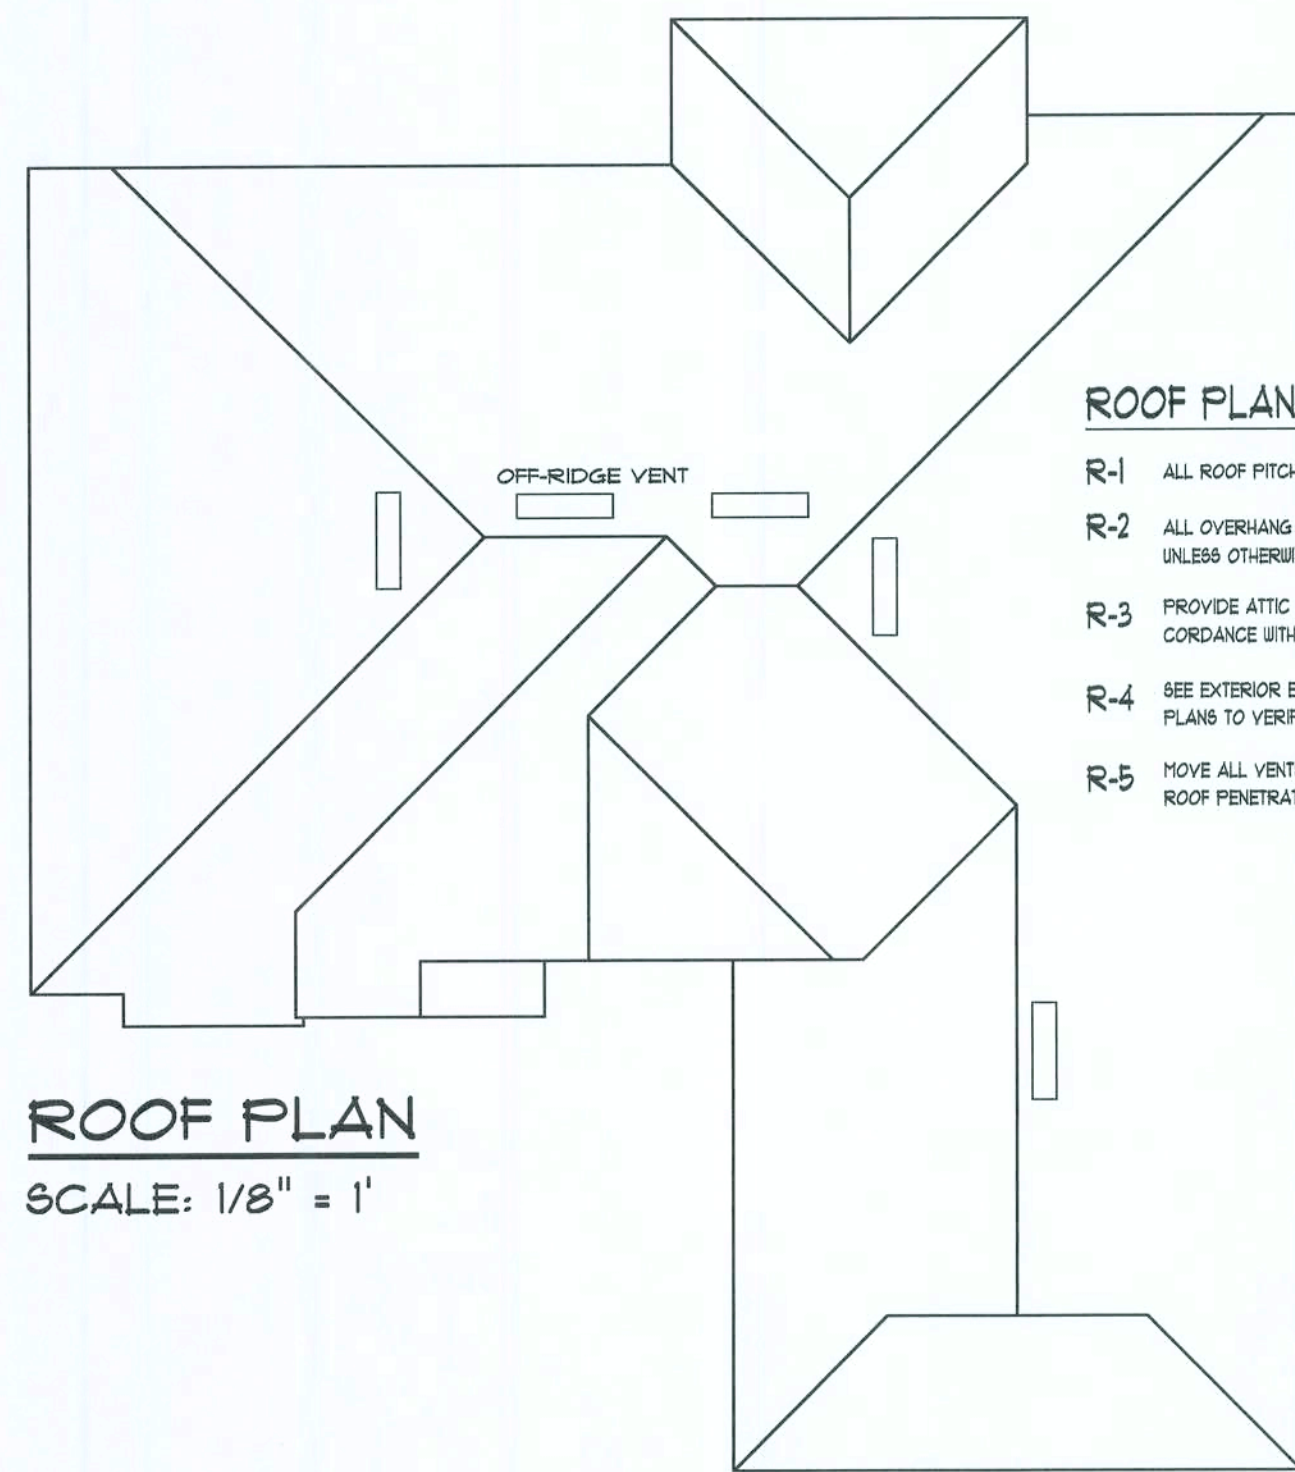 OFF-RIDGE VENT
ROOF PLAN
R-1 ALL ROOF PITCH
R-2 ALL OVERHANG
UNLESS OTHERWI
R-3 PROVIDE ATTIC
CORDANCE WITH
R-4 SEE EXTERIOR E
PLANS TO VERIF
R-5 MOVE ALL VENT
ROOF PENETRAT
ROOF PLAN
SCALE: 1/8" = 1'